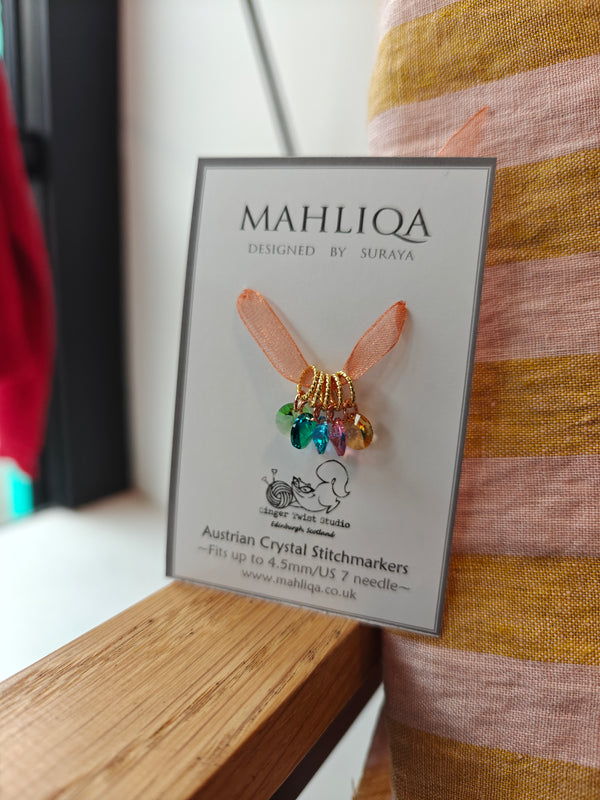 MAHLIQA
DESIGNED BY SURAYA
Ginger Twist Studio
Edinburgh, Scotland
Austrian Crystal Stitchmarkers
~Fits up to 4.5mm/US 7 needle~
www.mahliqa.co.uk